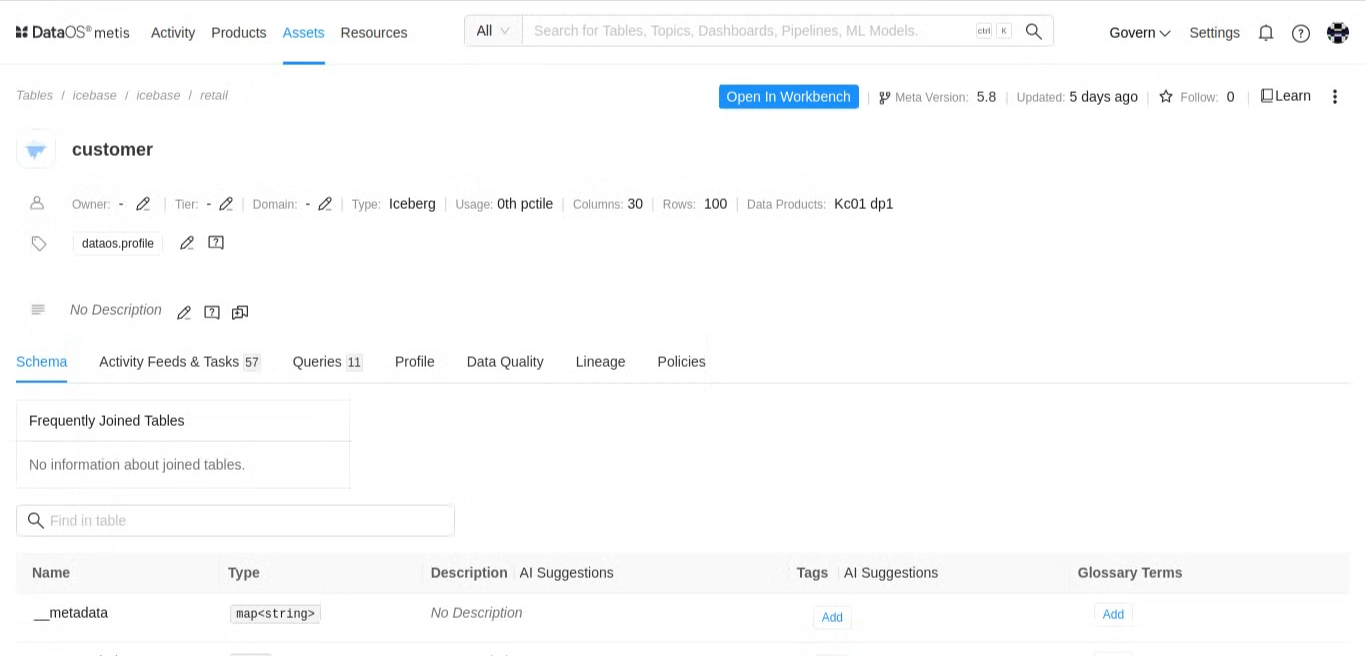 DataOS® metis Activity Products Assets Resources All Search for Tables, Topics, Dashboards, Pipelines, ML Models. ctrl K Govern Settings
Tables / icebase / icebase / retail Open In Workbench Meta Version: 5.8 Updated: 5 days ago Follow: 0 Learn
customer
Owner: - Tier: - Domain: - Type: Iceberg Usage: 0th pctile Columns: 30 Rows: 100 Data Products: Kc01 dp1
dataos.profile
No Description
Schema Activity Feeds & Tasks 57 Queries 11 Profile Data Quality Lineage Policies
Frequently Joined Tables
No information about joined tables.
Find in table
Name Type Description AI Suggestions Tags AI Suggestions Glossary Terms
__metadata map<string> No Description Add Add